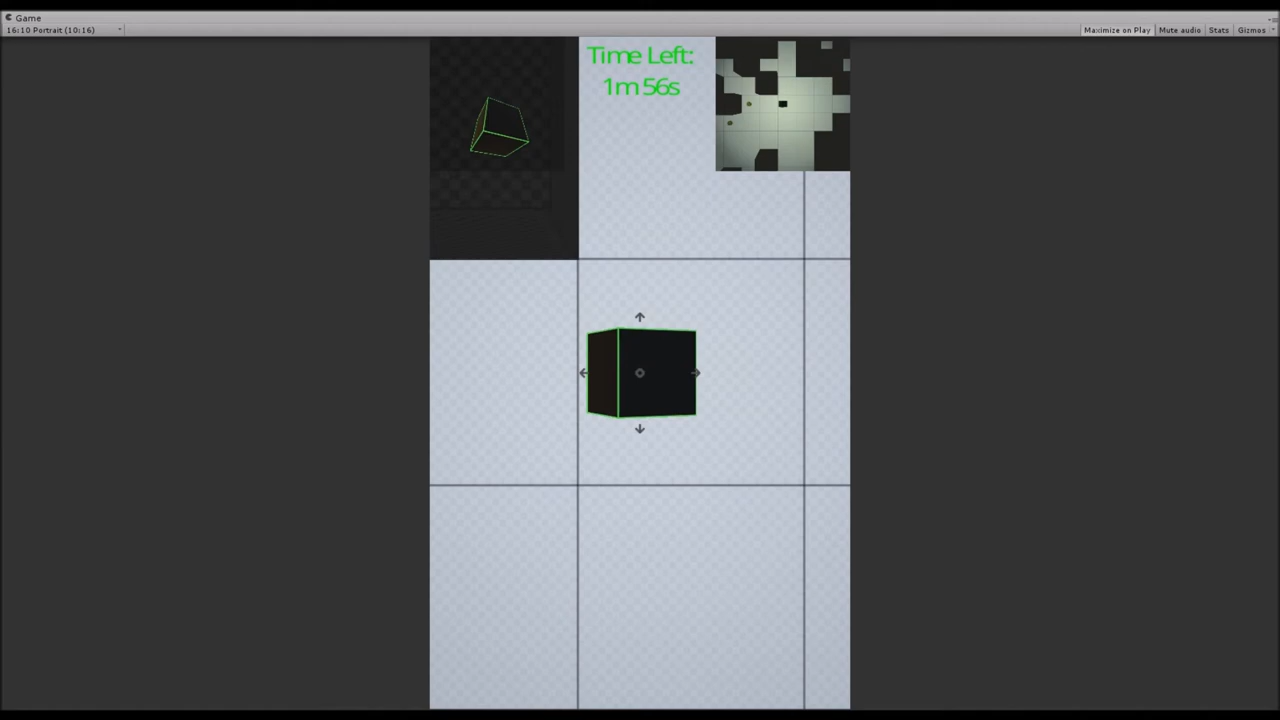 Game
16:10 Portrait (10:16)
Maximize on Play Mute audio Stats Gizmos
Time Left:
1m 56s